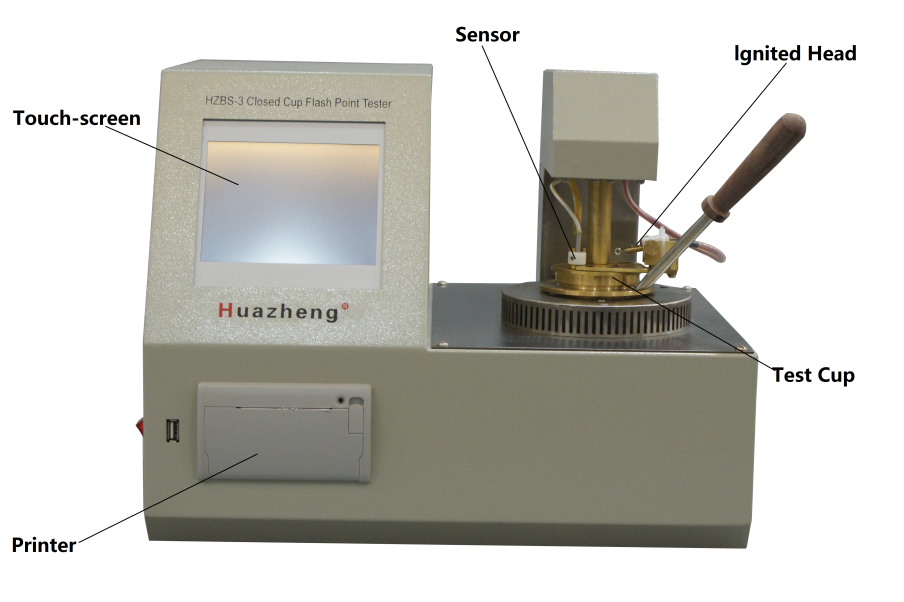 Sensor
Ignited Head
HZBS-3 Closed Cup Flash Point Tester
Touch-screen
Huazheng®
Test Cup
Printer